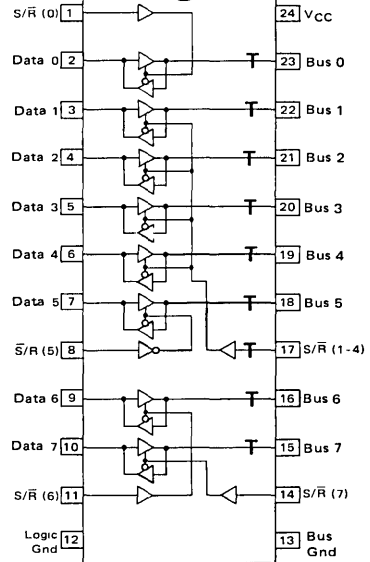 S/R̅ (0) 1 24 VCC
Data 0 2 23 Bus 0
Data 1 3 22 Bus 1
Data 2 4 21 Bus 2
Data 3 5 20 Bus 3
Data 4 6 19 Bus 4
Data 5 7 18 Bus 5
S̅/R (5) 8 17 S/R̅ (1-4)
Data 6 9 16 Bus 6
Data 7 10 15 Bus 7
S/R̅ (6) 11 14 S/R̅ (7)
Logic Gnd 12 13 Bus Gnd